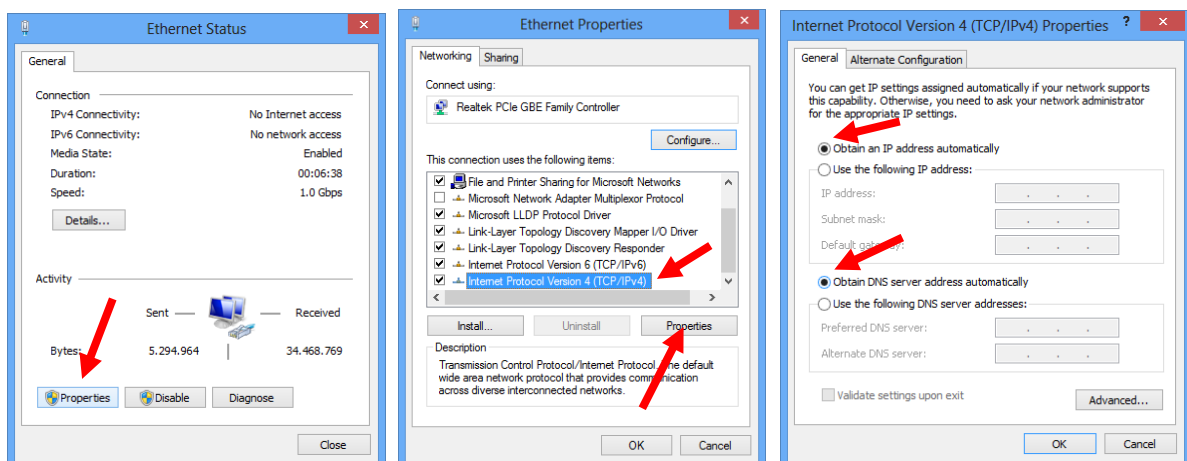 Ethernet Status
General
Connection
IPv4 Connectivity: No Internet access
IPv6 Connectivity: No network access
Media State: Enabled
Duration: 00:06:38
Speed: 1.0 Gbps
Details...
Activity
Sent Received
Bytes: 5.294.964 34.468.769
Properties Disable Diagnose
Close
Ethernet Properties
Networking Sharing
Connect using:
Realtek PCIe GBE Family Controller
Configure...
This connection uses the following items:
File and Printer Sharing for Microsoft Networks
Microsoft Network Adapter Multiplexor Protocol
Microsoft LLDP Protocol Driver
Link-Layer Topology Discovery Mapper I/O Driver
Link-Layer Topology Discovery Responder
Internet Protocol Version 6 (TCP/IPv6)
Internet Protocol Version 4 (TCP/IPv4)
Install... Uninstall Properties
Description
Transmission Control Protocol/Internet Protocol. The default
wide area network protocol that provides communication
across diverse interconnected networks.
OK Cancel
Internet Protocol Version 4 (TCP/IPv4) Properties ?
General Alternate Configuration
You can get IP settings assigned automatically if your network supports
this capability. Otherwise, you need to ask your network administrator
for the appropriate IP settings.
Obtain an IP address automatically
Use the following IP address:
IP address: . . .
Subnet mask: . . .
Default gateway: . . .
Obtain DNS server address automatically
Use the following DNS server addresses:
Preferred DNS server: . . .
Alternate DNS server: . . .
Validate settings upon exit
Advanced...
OK Cancel